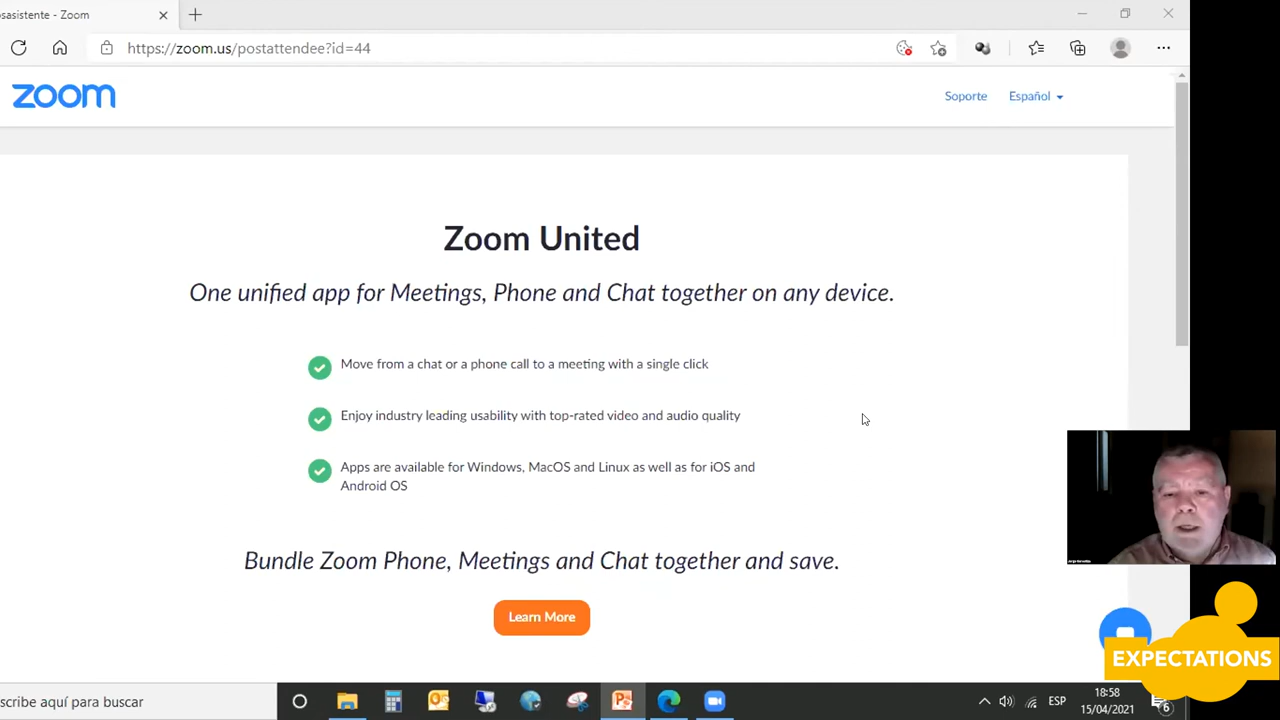 sasistente - Zoom
https://zoom.us/postattendee?id=44
zoom
Soporte
Español
Zoom United
One unified app for Meetings, Phone and Chat together on any device.
Move from a chat or a phone call to a meeting with a single click
Enjoy industry leading usability with top-rated video and audio quality
Apps are available for Windows, MacOS and Linux as well as for iOS and
Android OS
Bundle Zoom Phone, Meetings and Chat together and save.
Learn More
EXPECTATIONS
scribe aquí para buscar
ESP
18:58
15/04/2021
6